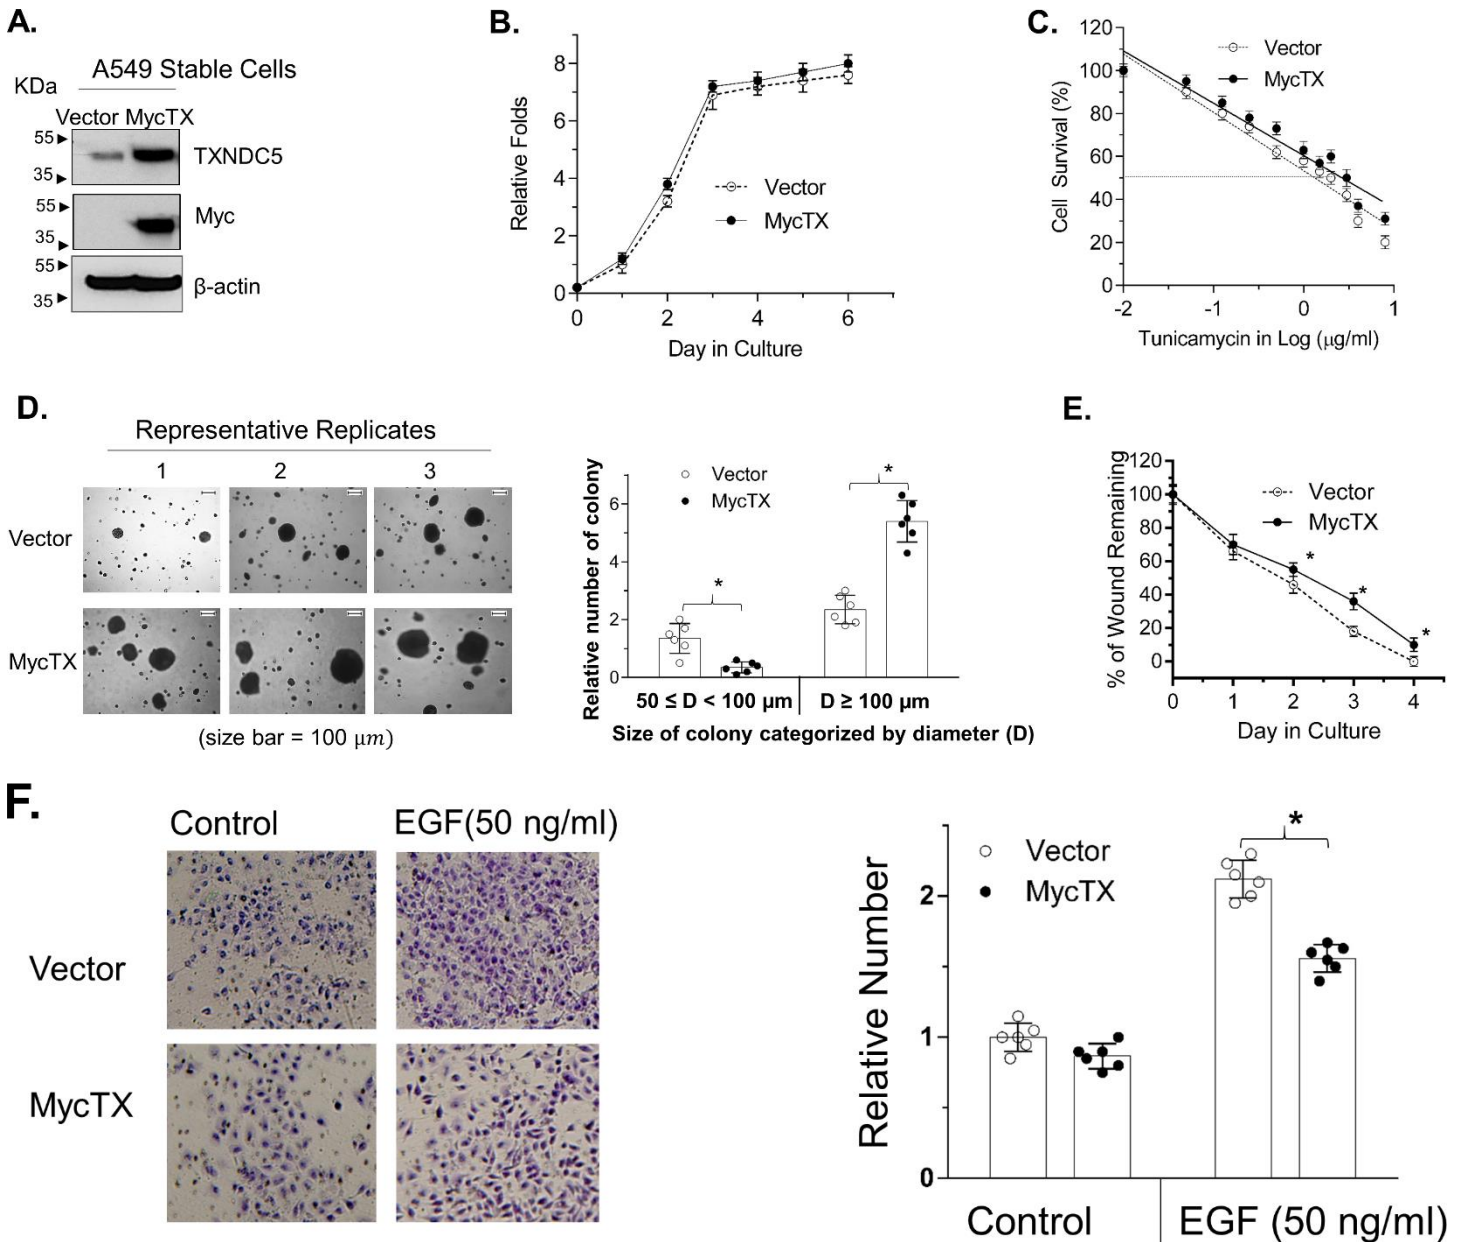 A.
A549 Stable Cells
KDa
Vector MycTX
55
35
TXNDC5
55
35
Myc
55
35
β-actin
B.
Relative Folds
8
6
4
2
0
Vector
MycTX
0 2 4 6
Day in Culture
C.
Cell Survival (%)
120
100
80
60
40
20
0
Vector
MycTX
-2 -1 0 1
Tunicamycin in Log (μg/ml)
D.
Representative Replicates
1 2 3
Vector
MycTX
(size bar = 100 μm)
Relative number of colony
6
4
2
0
Vector
MycTX
*
*
50 ≤ D < 100 μm
D ≥ 100 μm
Size of colony categorized by diameter (D)
E.
% of Wound Remaining
120
100
80
60
40
20
0
Vector
MycTX
*
*
*
0 1 2 3 4
Day in Culture
F.
Control EGF(50 ng/ml)
Vector
MycTX
Relative Number
2
1
0
Vector
MycTX
*
Control EGF (50 ng/ml)